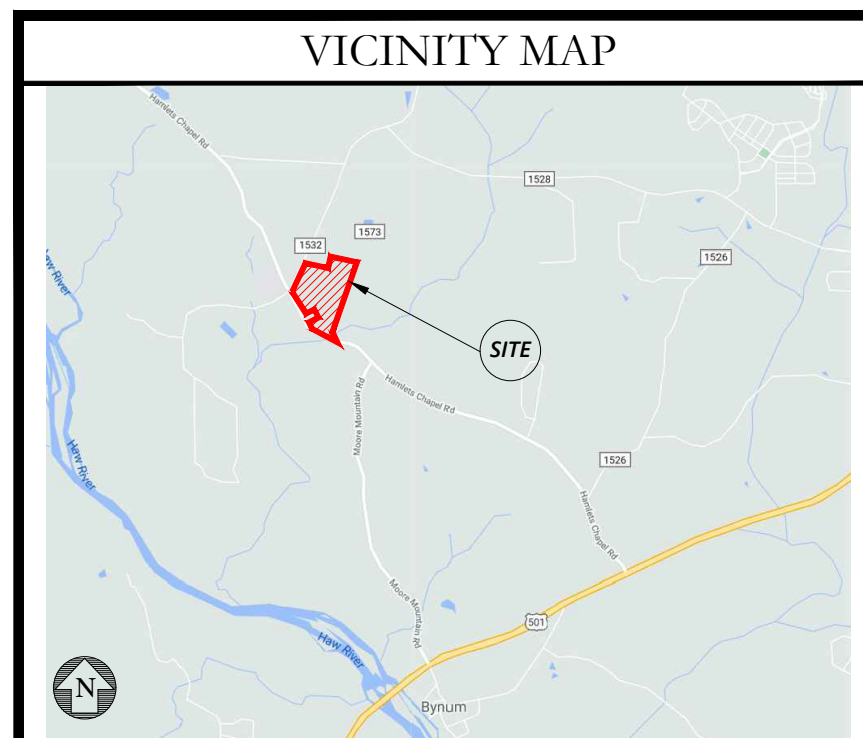 VICINITY MAP
Hamlets Chapel Rd
1528
1573
1532
1526
Haw River
SITE
Hamlets Chapel Rd
Moore Mountain Rd
Haw River
1526
Hamlets Chapel Rd
Moore Mountain Rd
501
Haw River
N
Bynum